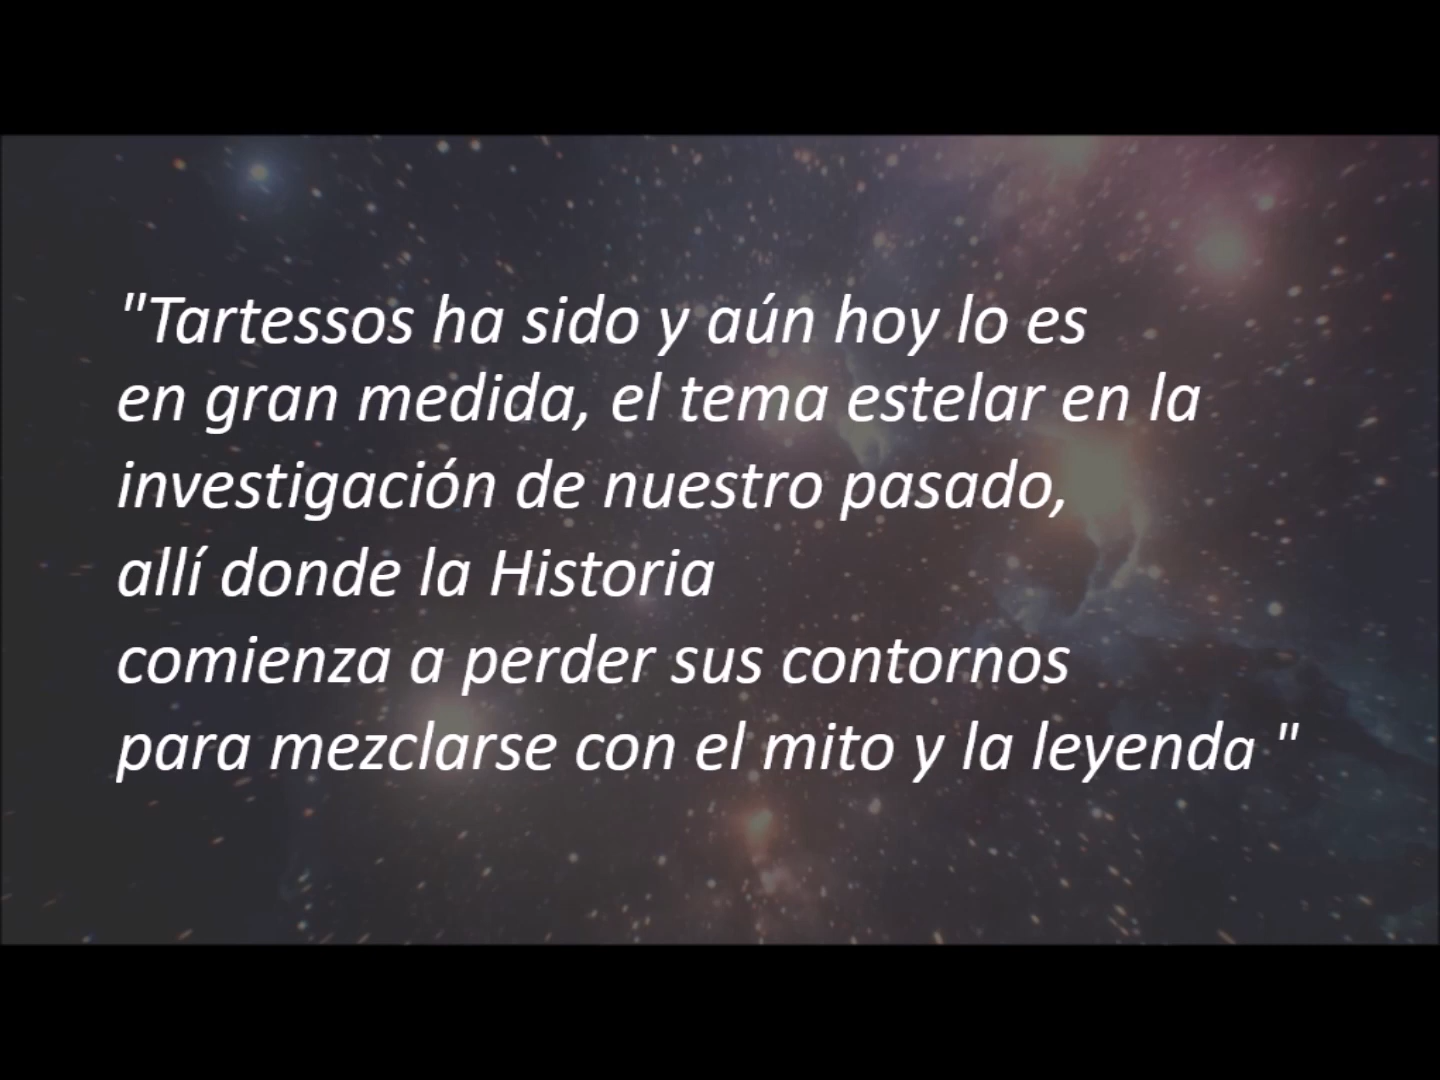 "Tartessos ha sido y aún hoy lo es
en gran medida, el tema estelar en la
investigación de nuestro pasado,
allí donde la Historia
comienza a perder sus contornos
para mezclarse con el mito y la leyenda "